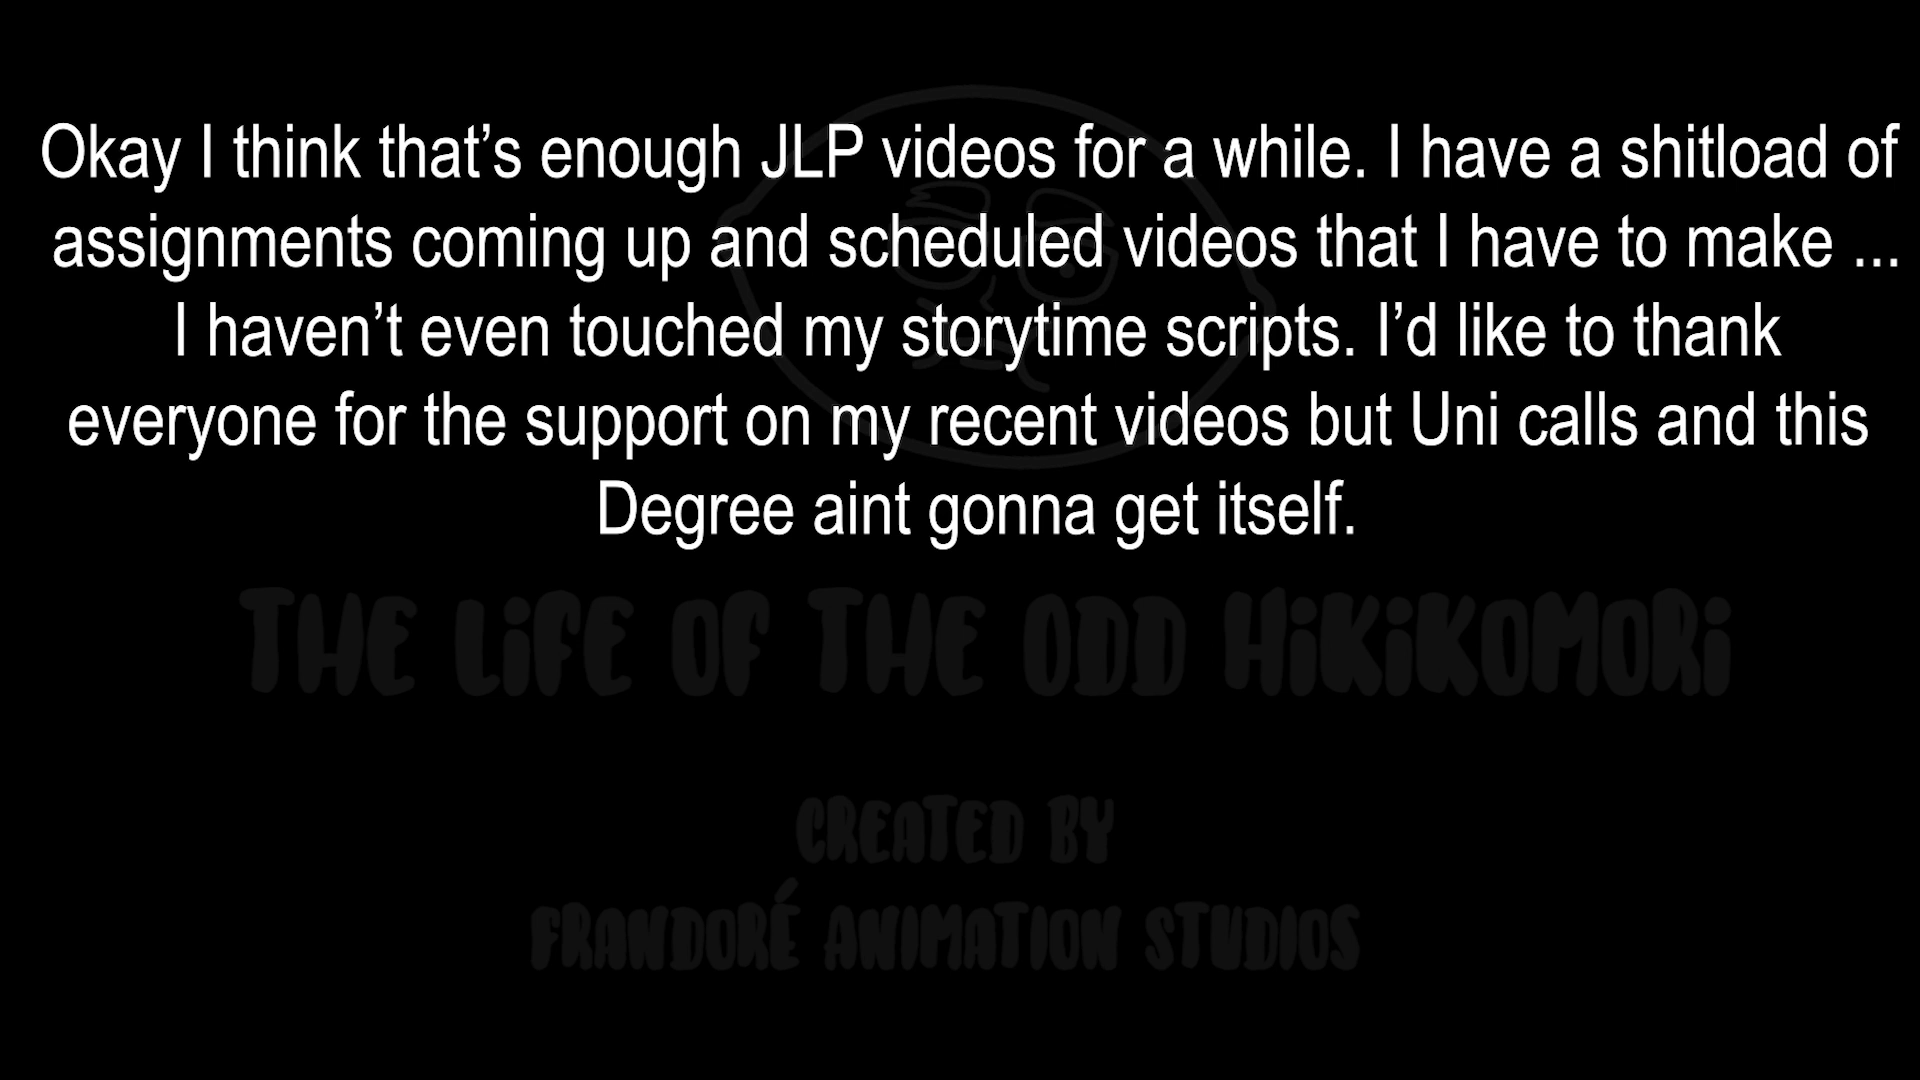 Okay I think that’s enough JLP videos for a while. I have a shitload of
assignments coming up and scheduled videos that I have to make ...
I haven’t even touched my storytime scripts. I’d like to thank
everyone for the support on my recent videos but Uni calls and this
Degree aint gonna get itself.
THE LiFE OF THE ODD HiKiKOMORi
CREATED BY
FRANDORÉ ANIMATION STUDIOS